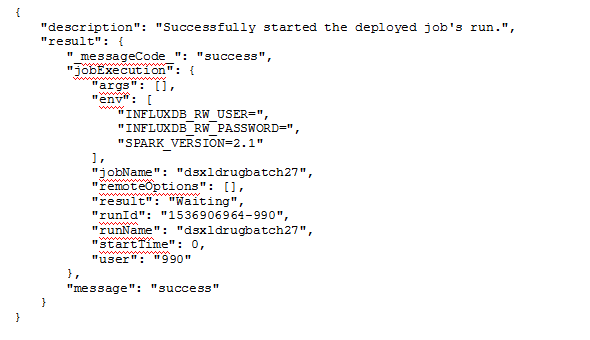 {
"description": "Successfully started the deployed job's run.",
"result": {
"_messageCode_": "success",
"jobExecution": {
"args": [],
"env": [
"INFLUXDB_RW_USER=",
"INFLUXDB_RW_PASSWORD=",
"SPARK_VERSION=2.1"
],
"jobName": "dsxldrugbatch27",
"remoteOptions": [],
"result": "Waiting",
"runId": "1536906964-990",
"runName": "dsxldrugbatch27",
"startTime": 0,
"user": "990"
},
"message": "success"
}
}